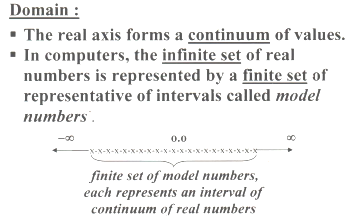 Domain :
▪ The real axis forms a continuum of values.
▪ In computers, the infinite set of real
numbers is represented by a finite set of
representative of intervals called model
numbers.
−∞ 0.0 ∞
x-x-x-x-x-x-x-x-x-x-x-x-x-x-x-x-x-x-x-x-x-x-x
finite set of model numbers,
each represents an interval of
continuum of real numbers